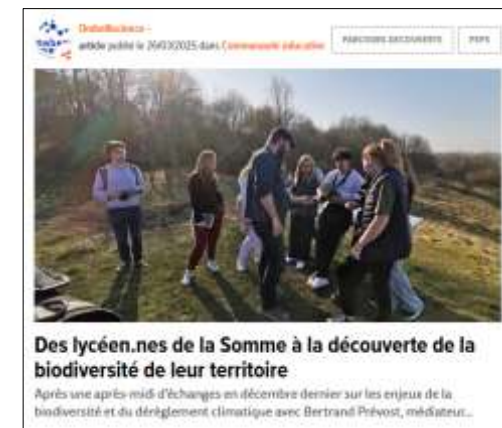 Ombelliscience -
article publié le 26/03/2025 dans Communauté éducative
PARCOURS DECOUVERTE
PEPS
Des lycéen.nes de la Somme à la découverte de la
biodiversité de leur territoire
Après une après-midi d'échanges en décembre dernier sur les enjeux de la
biodiversité et du dérèglement climatique avec Bertrand Prévost, médiateur...